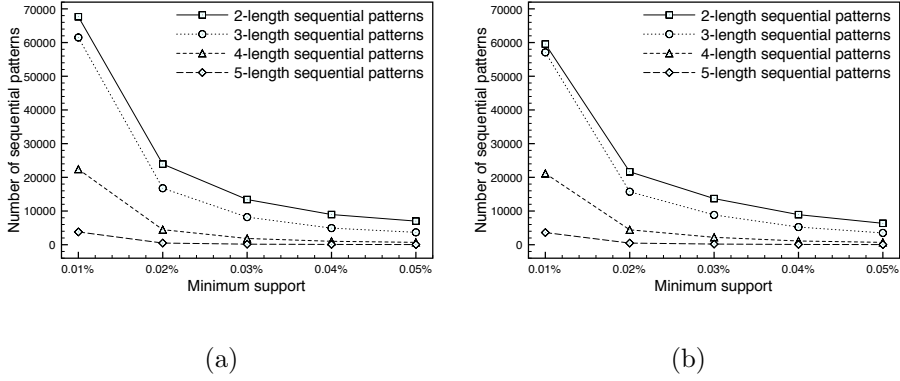 Number of sequential patterns
70000
60000
50000
40000
30000
20000
10000
0
2-length sequential patterns
3-length sequential patterns
4-length sequential patterns
5-length sequential patterns
0.01% 0.02% 0.03% 0.04% 0.05%
Minimum support
(a)
Number of sequential patterns
70000
60000
50000
40000
30000
20000
10000
0
2-length sequential patterns
3-length sequential patterns
4-length sequential patterns
5-length sequential patterns
0.01% 0.02% 0.03% 0.04% 0.05%
Minimum support
(b)